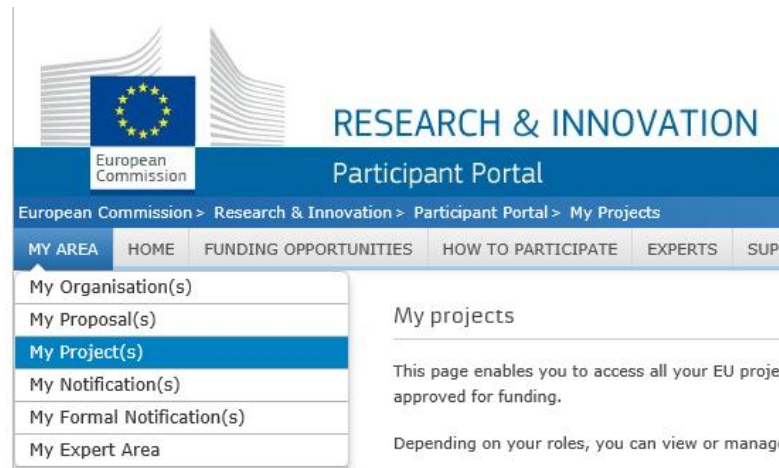 European
Commission
RESEARCH & INNOVATION
Participant Portal
European Commission > Research & Innovation > Participant Portal > My Projects
MY AREA HOME FUNDING OPPORTUNITIES HOW TO PARTICIPATE EXPERTS SUP
My Organisation(s)
My Proposal(s)
My Project(s)
My Notification(s)
My Formal Notification(s)
My Expert Area
My projects
This page enables you to access all your EU proje
approved for funding.
Depending on your roles, you can view or manage